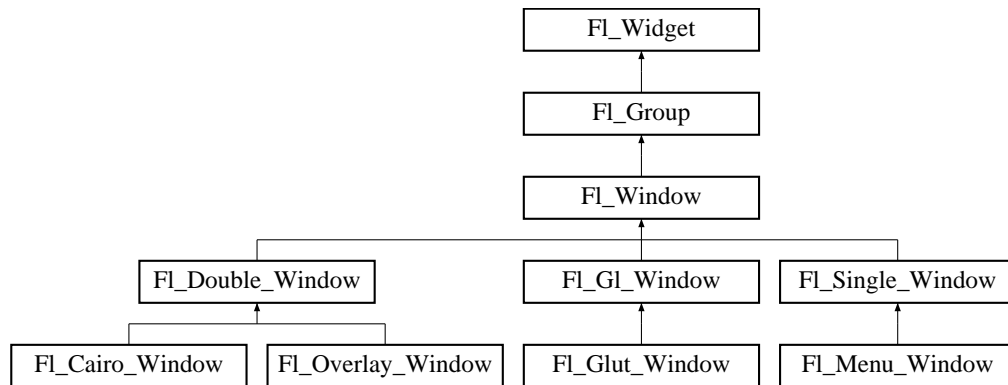 Fl_Widget
Fl_Group
Fl_Window
Fl_Double_Window
Fl_Gl_Window
Fl_Single_Window
Fl_Cairo_Window
Fl_Overlay_Window
Fl_Glut_Window
Fl_Menu_Window